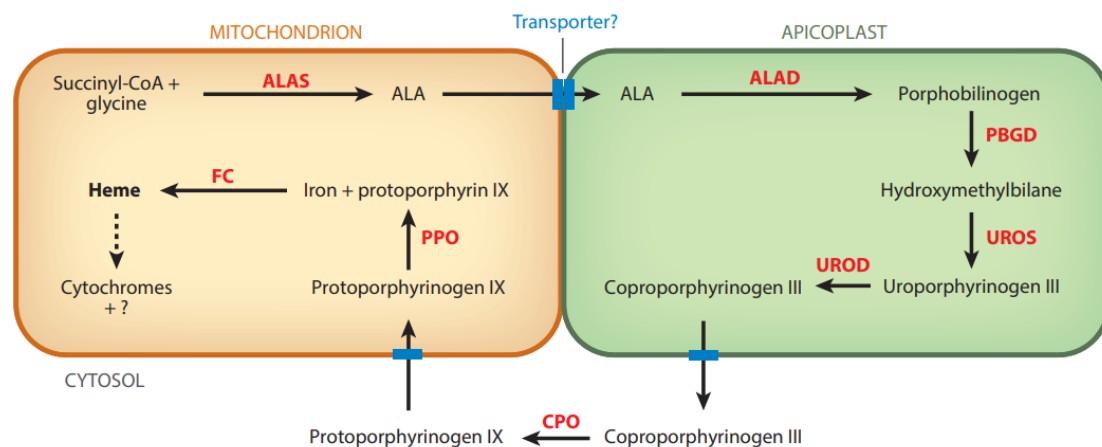 Transporter?
MITOCHONDRION
APICOPLAST
Succinyl-CoA +
glycine
ALAS
ALA
ALA
ALAD
Porphobilinogen
PBGD
Heme
FC
Iron + protoporphyrin IX
Hydroxymethylbilane
PPO
UROS
Cytochromes
+ ?
Protoporphyrinogen IX
Coproporphyrinogen III
UROD
Uroporphyrinogen III
CYTOSOL
Protoporphyrinogen IX
CPO
Coproporphyrinogen III